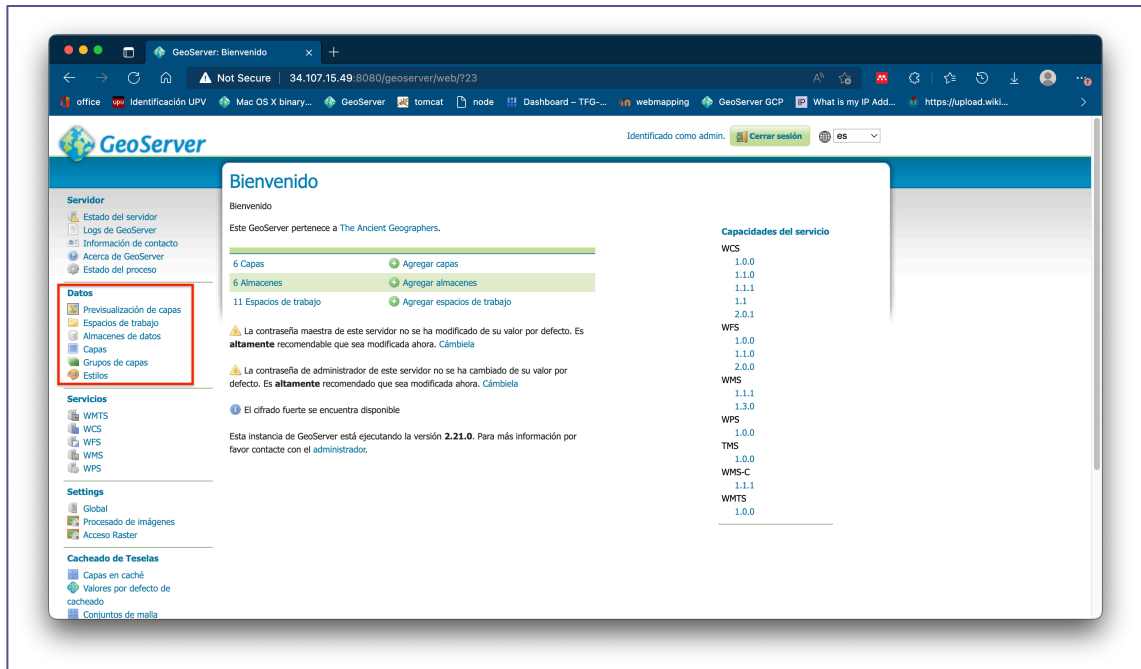 GeoServer: Bienvenido
Not Secure | 34.107.15.49:8080/geoserver/web/?23
office
Identificación UPV
Mac OS X binary...
GeoServer
tomcat
node
Dashboard – TFG-...
webmapping
GeoServer GCP
What is my IP Add...
https://upload.wiki...
GeoServer
Identificado como admin.
Cerrar sesión
es
Servidor
Estado del servidor
Logs de GeoServer
Información de contacto
Acerca de GeoServer
Estado del proceso
Datos
Previsualización de capas
Espacios de trabajo
Almacenes de datos
Capas
Grupos de capas
Estilos
Servicios
WMTS
WCS
WFS
WMS
WPS
Settings
Global
Procesado de imágenes
Acceso Raster
Cacheado de Teselas
Capas en caché
Valores por defecto de
cacheado
Conjuntos de malla
Bienvenido
Bienvenido
Este GeoServer pertenece a The Ancient Geographers.
6 Capas
Agregar capas
6 Almacenes
Agregar almacenes
11 Espacios de trabajo
Agregar espacios de trabajo
La contraseña maestra de este servidor no se ha modificado de su valor por defecto. Es
altamente recomendable que sea modificada ahora. Cámbiela
La contraseña de administrador de este servidor no se ha cambiado de su valor por
defecto. Es altamente recomendado que sea modificada ahora. Cámbiela
El cifrado fuerte se encuentra disponible
Esta instancia de GeoServer está ejecutando la versión 2.21.0. Para más información por
favor contacte con el administrador.
Capacidades del servicio
WCS
1.0.0
1.1.0
1.1.1
1.1
2.0.1
WFS
1.0.0
1.1.0
2.0.0
WMS
1.1.1
1.3.0
WPS
1.0.0
TMS
1.0.0
WMS-C
1.1.1
WMTS
1.0.0